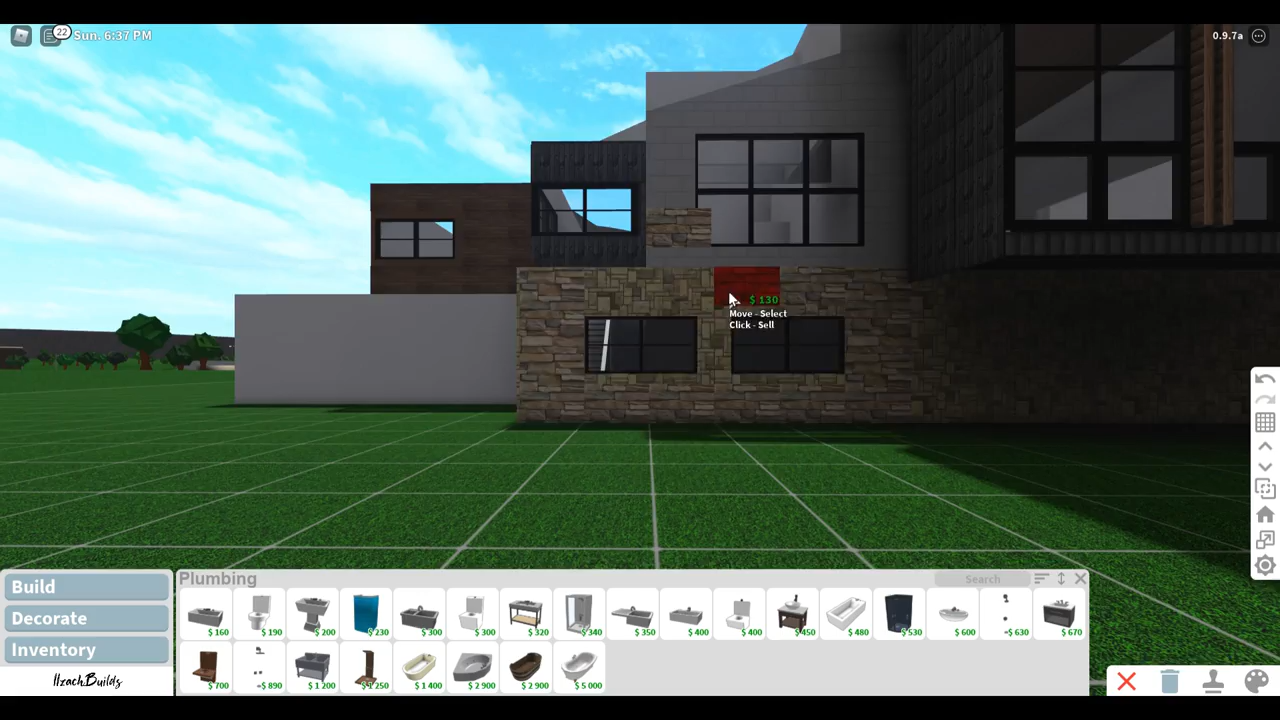 22
Sun. 6:37 PM
0.9.7a
$ 130
Move - Select
Click - Sell
Plumbing
Search
Build
Decorate
Inventory
IIzach.Builds
$ 160
$ 190
$ 200
$ 230
$ 300
$ 300
$ 320
$ 340
$ 350
$ 400
$ 400
$ 450
$ 480
$ 530
$ 600
$ 630
$ 670
$ 700
$ 890
$ 1 200
$ 1 250
$ 1 400
$ 2 900
$ 2 900
$ 5 000